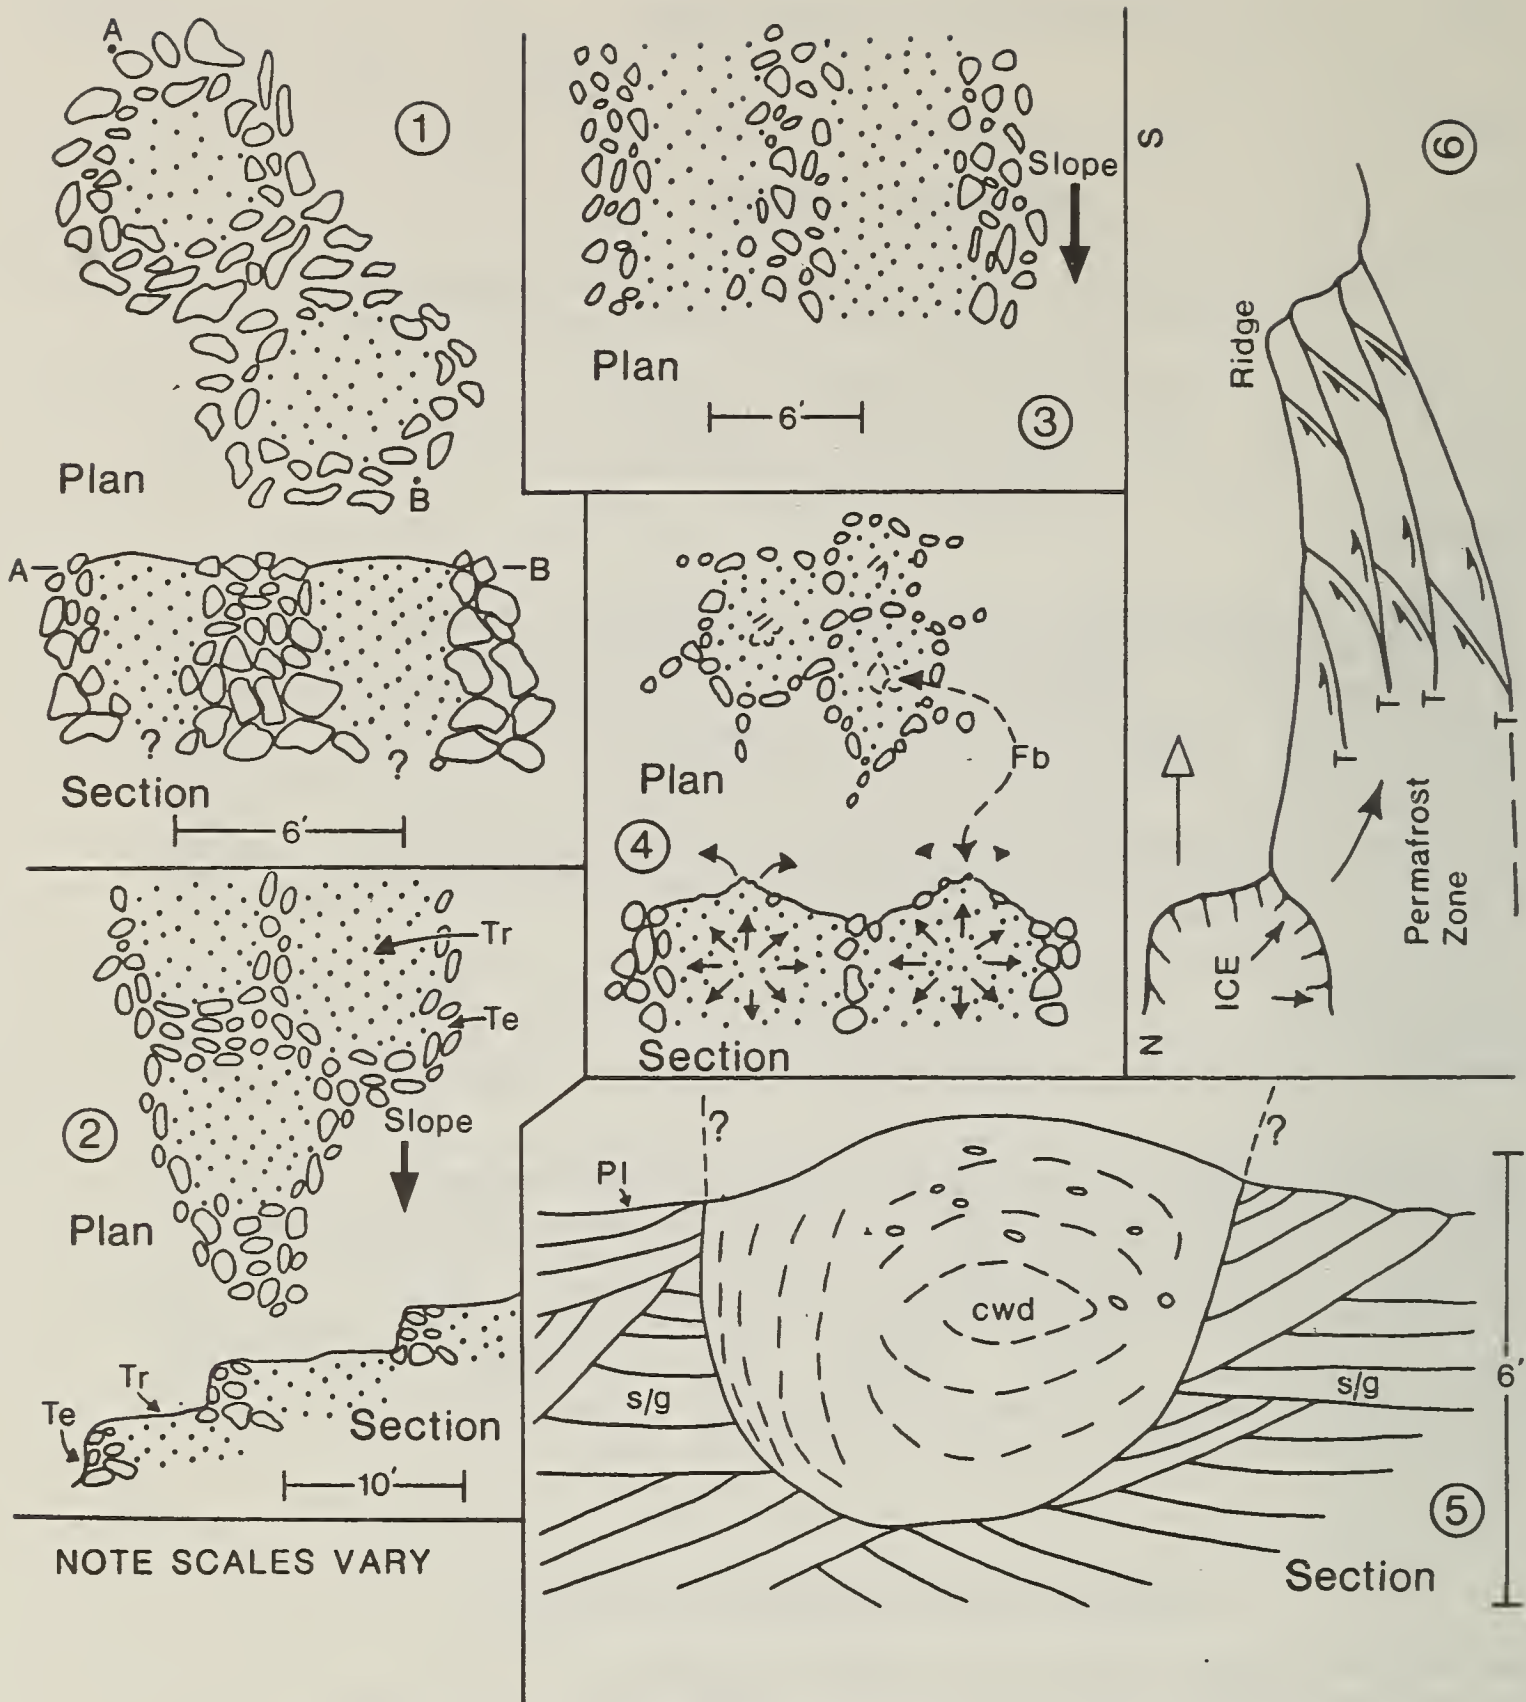 A
1
B
Plan
A
B
?
?
Section
6'
Slope
Plan
6'
3
Plan
Fb
4
Section
Tr
Te
Slope
2
Plan
Tr
Te
Section
10'
NOTE SCALES VARY
S
6
Ridge
T
T
T
T
Permafrost
Zone
ICE
N
?
?
Pl
cwd
s/g
s/g
6'
5
Section